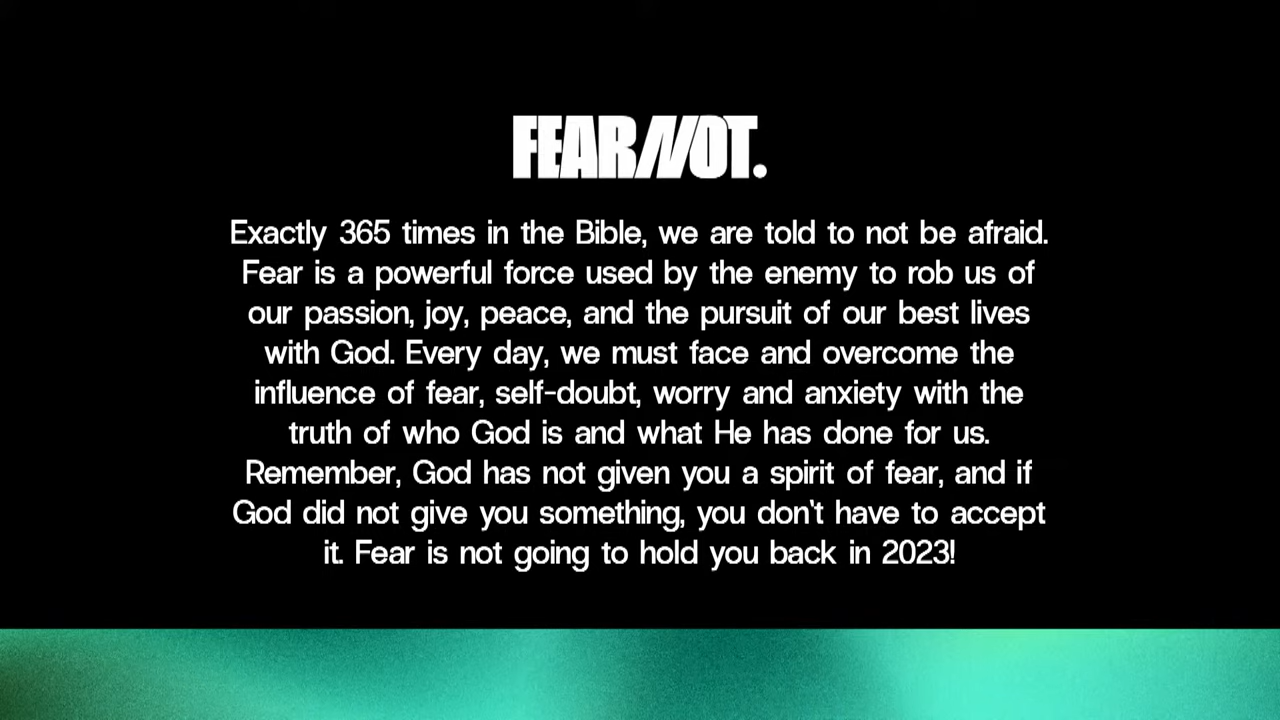 FEAR NOT.
Exactly 365 times in the Bible, we are told to not be afraid.
Fear is a powerful force used by the enemy to rob us of
our passion, joy, peace, and the pursuit of our best lives
with God. Every day, we must face and overcome the
influence of fear, self-doubt, worry and anxiety with the
truth of who God is and what He has done for us.
Remember, God has not given you a spirit of fear, and if
God did not give you something, you don't have to accept
it. Fear is not going to hold you back in 2023!